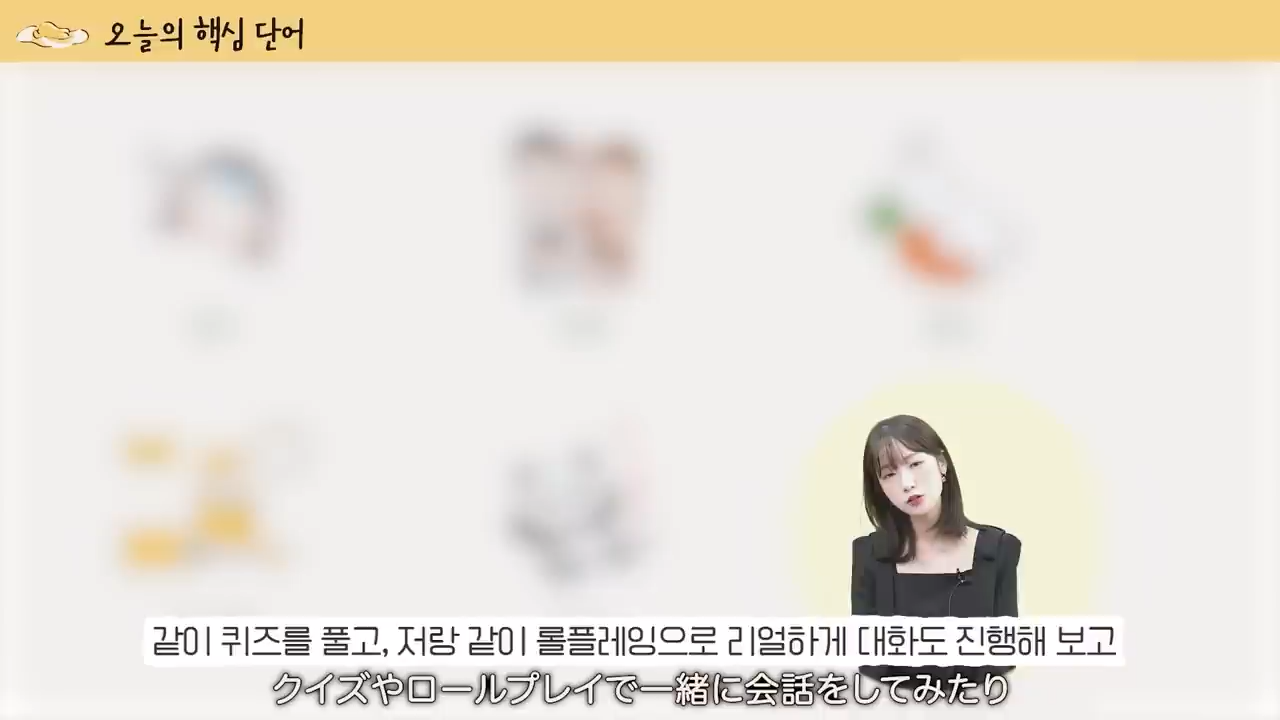 오늘의 핵심 단어
같이 퀴즈를 풀고, 저랑 같이 롤플레잉으로 리얼하게 대화도 진행해 보고
クイズやロールプレイで一緒に会話をしてみたり